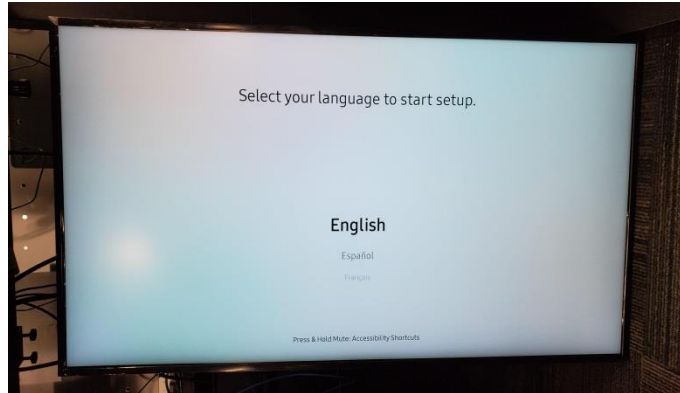 Select your language to start setup.
English
Español
Français
Press & Hold Mute: Accessibility Shortcuts